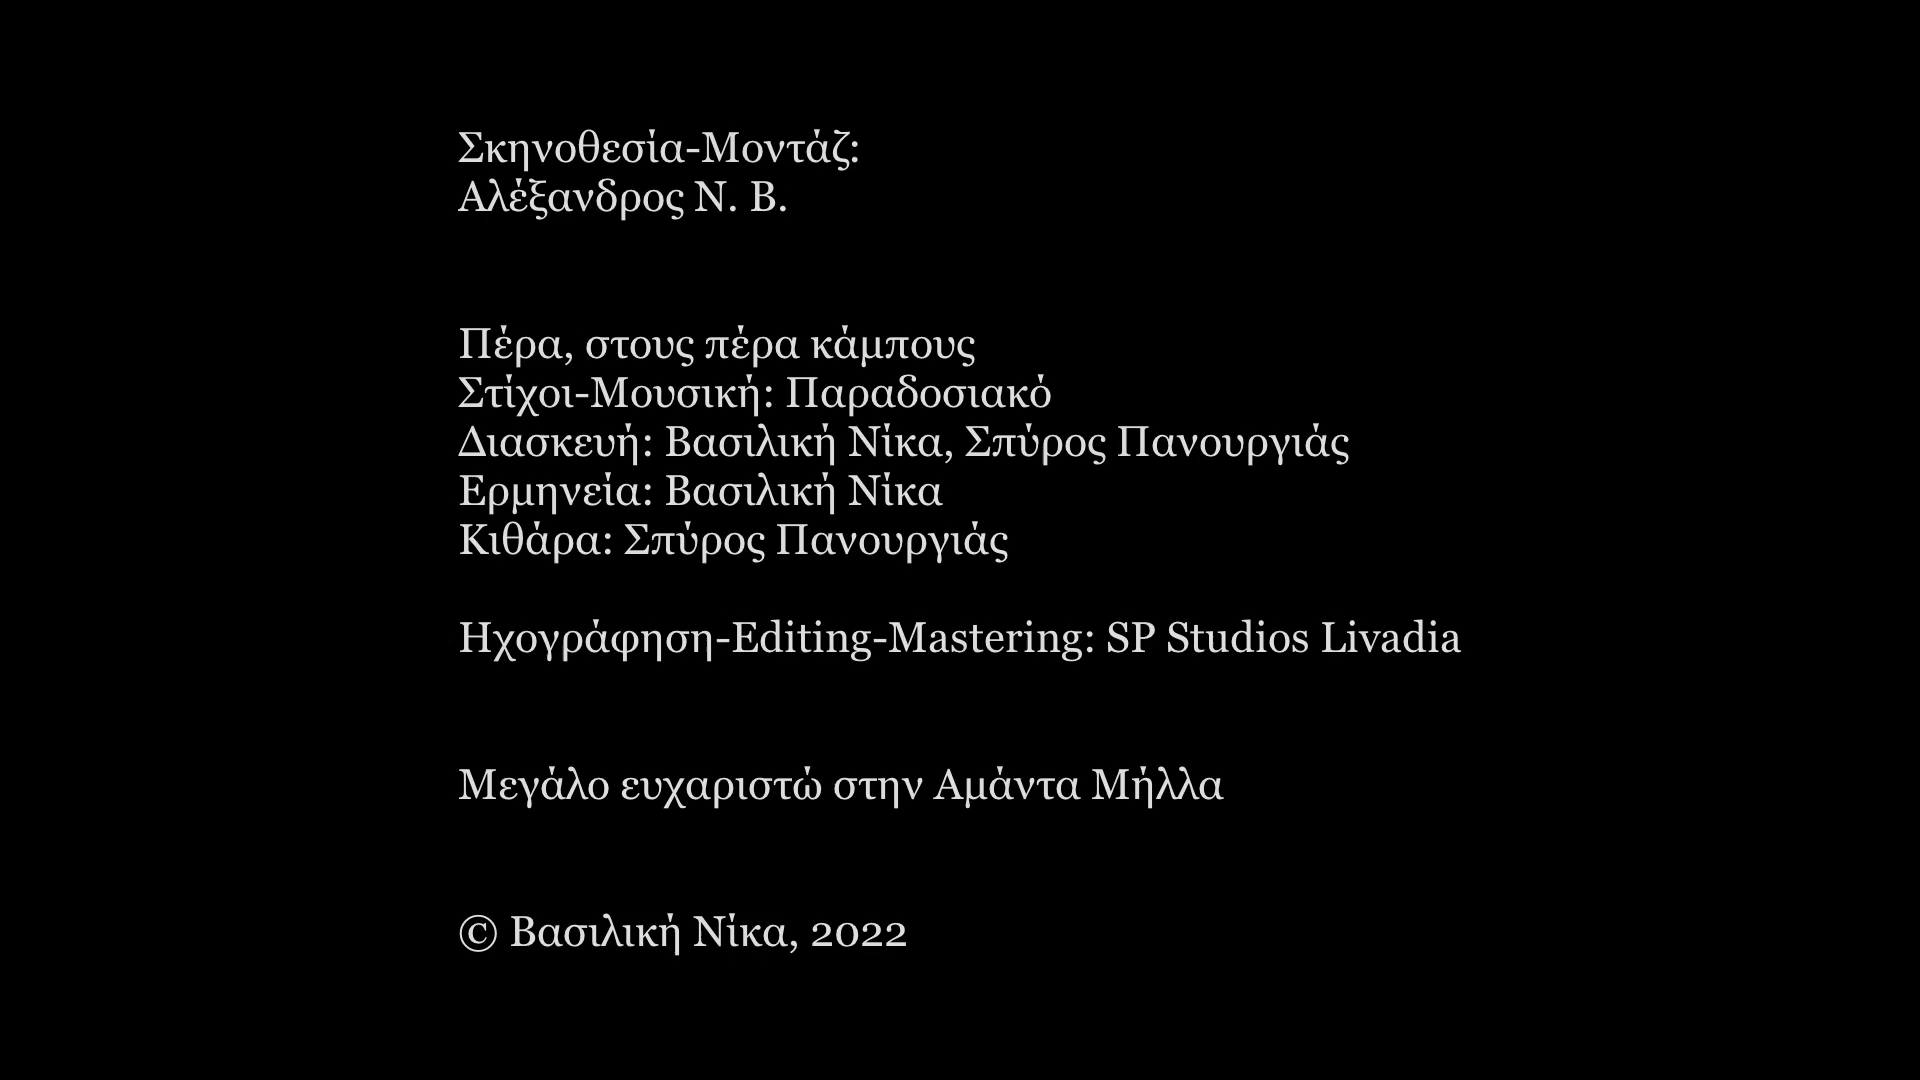 Σκηνοθεσία-Μοντάζ:
Αλέξανδρος Ν. Β.
Πέρα, στους πέρα κάμπους
Στίχοι-Μουσική: Παραδοσιακό
Διασκευή: Βασιλική Νίκα, Σπύρος Πανουργιάς
Ερμηνεία: Βασιλική Νίκα
Κιθάρα: Σπύρος Πανουργιάς
Ηχογράφηση-Editing-Mastering: SP Studios Livadia
Μεγάλο ευχαριστώ στην Αμάντα Μήλλα
© Βασιλική Νίκα, 2022